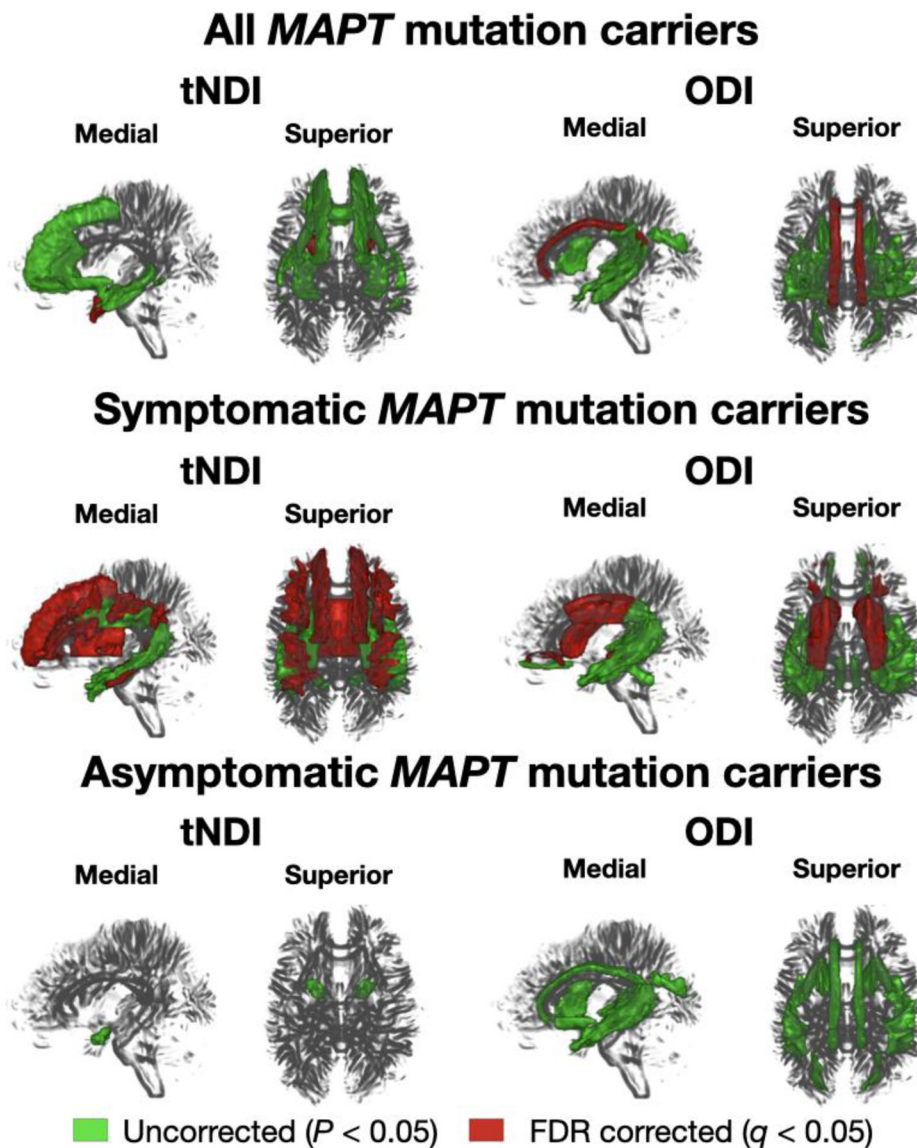 All MAPT mutation carriers
tNDI ODI
Medial Superior Medial Superior
Symptomatic MAPT mutation carriers
tNDI ODI
Medial Superior Medial Superior
Asymptomatic MAPT mutation carriers
tNDI ODI
Medial Superior Medial Superior
Uncorrected (P < 0.05) FDR corrected (q < 0.05)